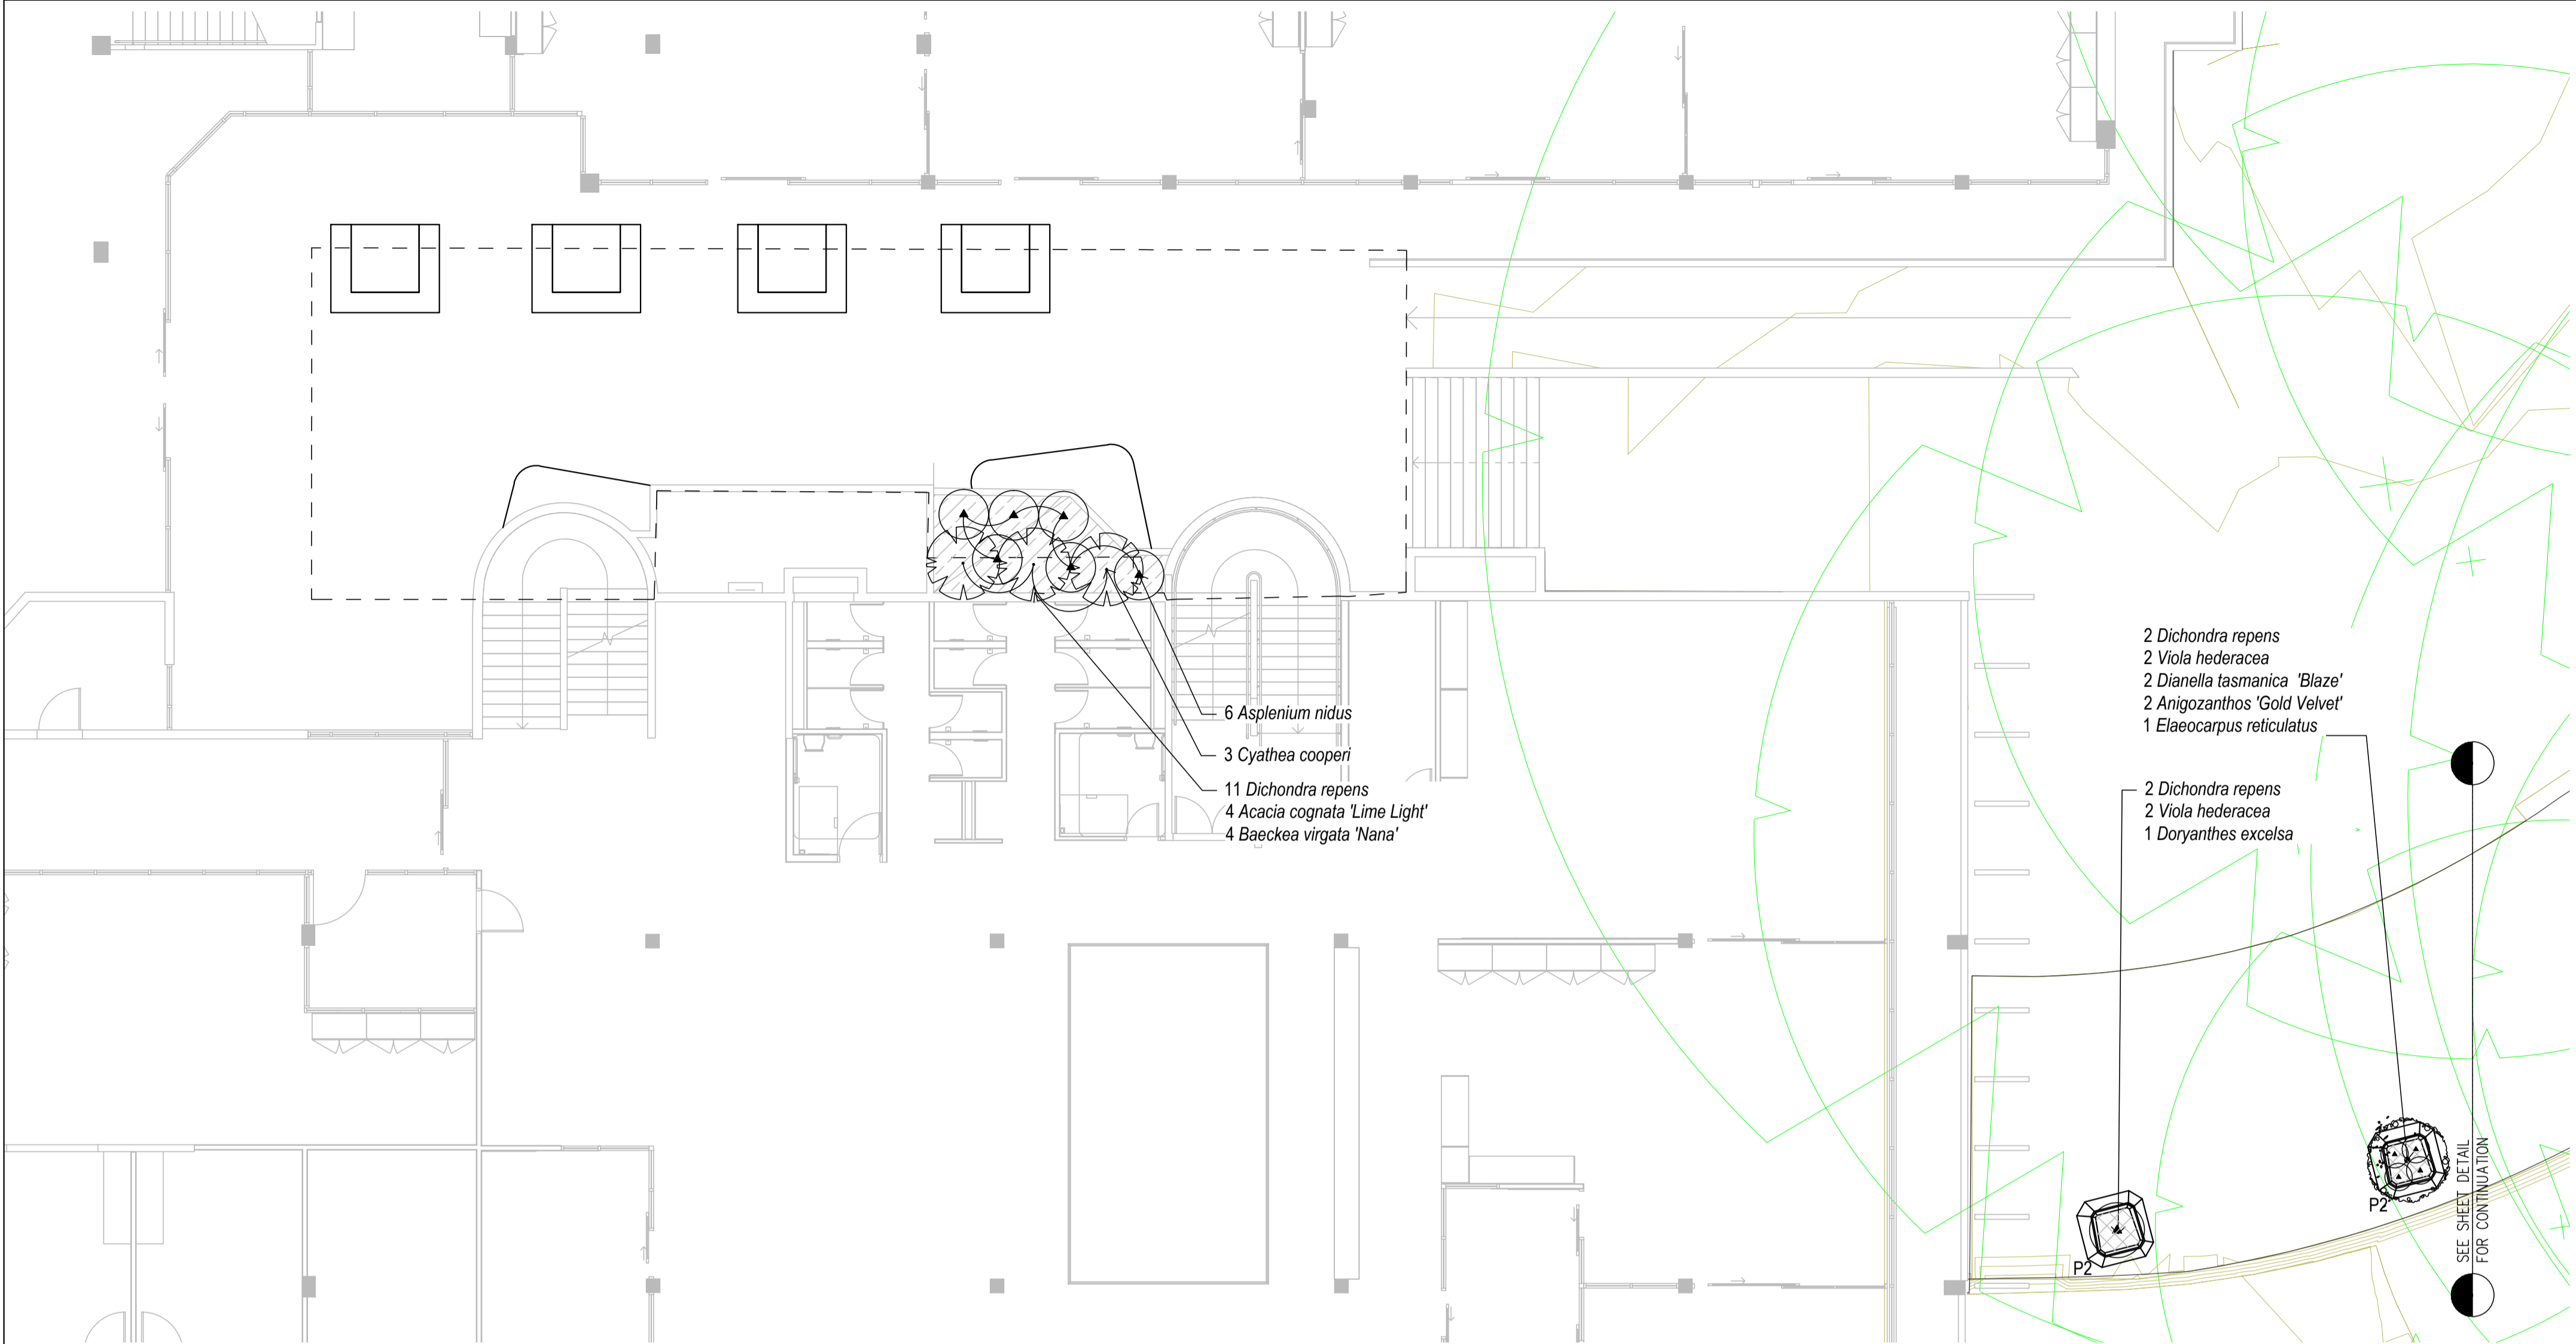 6 Asplenium nidus
3 Cyathea cooperi
11 Dichondra repens
4 Acacia cognata 'Lime Light'
4 Baeckea virgata 'Nana'
2 Dichondra repens
2 Viola hederacea
2 Dianella tasmanica 'Blaze'
2 Anigozanthos 'Gold Velvet'
1 Elaeocarpus reticulatus
2 Dichondra repens
2 Viola hederacea
1 Doryanthes excelsa
P2
P2
SEE SHEET DETAIL
FOR CONTINUATION